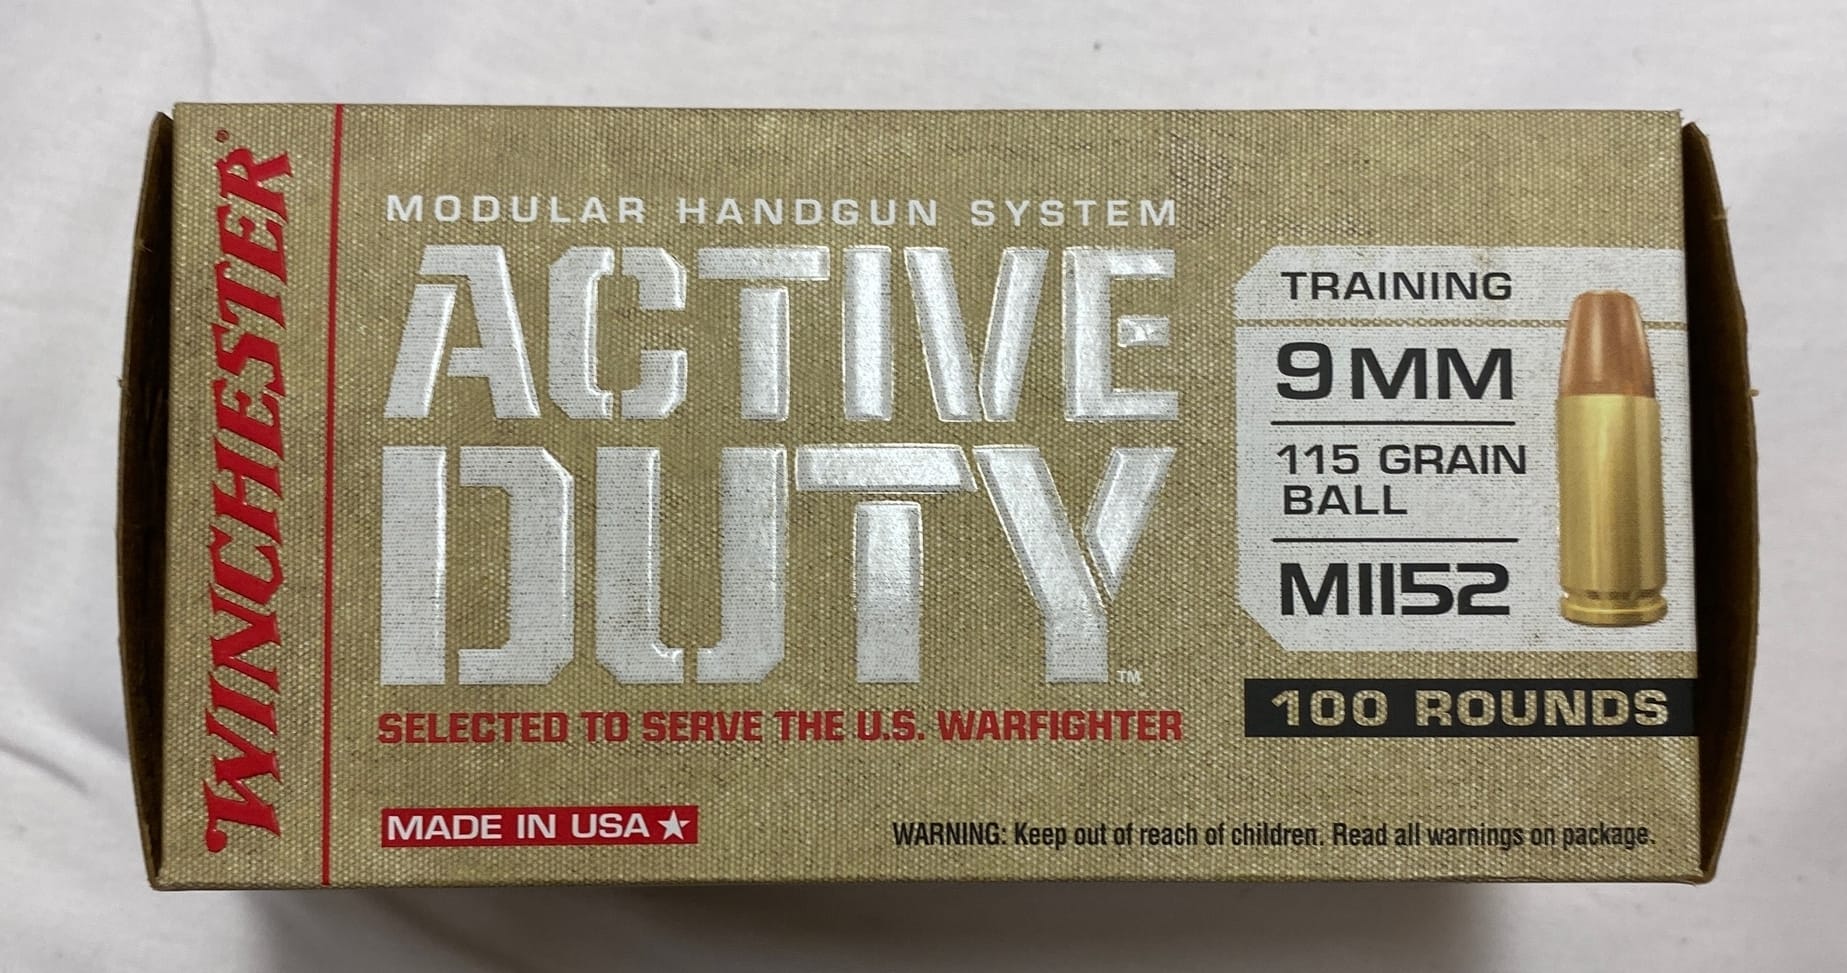 WINCHESTER®
MODULAR HANDGUN SYSTEM
ACTIVE
DUTY™
SELECTED TO SERVE THE U.S. WARFIGHTER
MADE IN USA
TRAINING
9MM
115 GRAIN
BALL
M1152
100 ROUNDS
WARNING: Keep out of reach of children. Read all warnings on package.